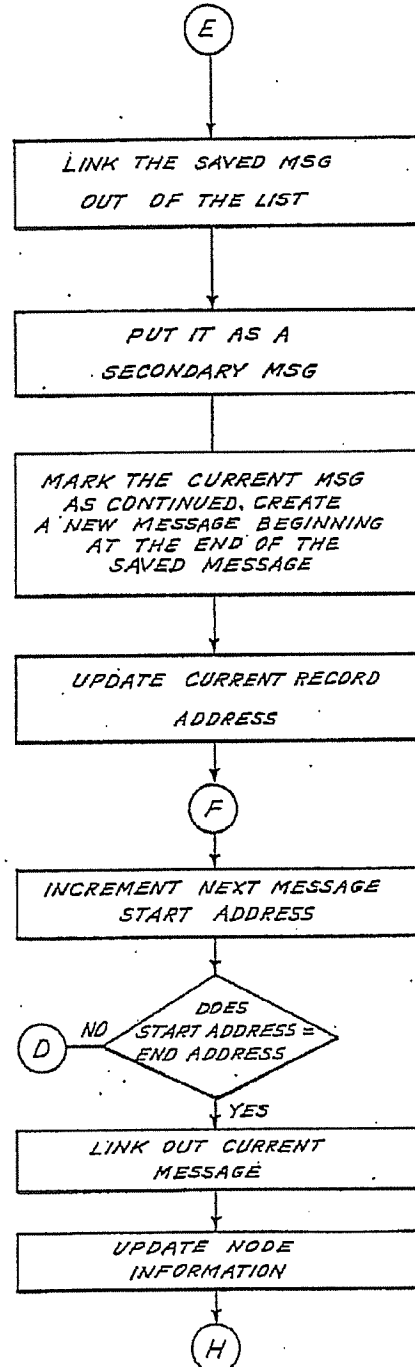 E
LINK THE SAVED MSG
OUT OF THE LIST
PUT IT AS A
SECONDARY MSG
MARK THE CURRENT MSG
AS CONTINUED, CREATE
A NEW MESSAGE BEGINNING
AT THE END OF THE
SAVED MESSAGE
UPDATE CURRENT RECORD
ADDRESS
F
INCREMENT NEXT MESSAGE
START ADDRESS
DOES
START ADDRESS =
END ADDRESS
NO
D
YES
LINK OUT CURRENT
MESSAGE
UPDATE NODE
INFORMATION
H